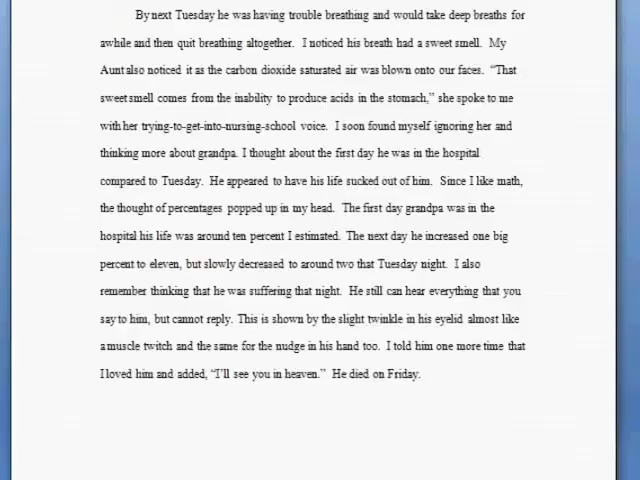 By next Tuesday he was having trouble breathing and would take deep breaths for
awhile and then quit breathing altogether.  I noticed his breath had a sweet smell.  My
Aunt also noticed it as the carbon dioxide saturated air was blown onto our faces.  “That
sweet smell comes from the inability to produce acids in the stomach,” she spoke to me
with her trying-to-get-into-nursing-school voice.  I soon found myself ignoring her and
thinking more about grandpa. I thought about the first day he was in the hospital
compared to Tuesday.  He appeared to have his life sucked out of him.  Since I like math,
the thought of percentages popped up in my head.  The first day grandpa was in the
hospital his life was around ten percent I estimated. The next day he increased one big
percent to eleven, but slowly decreased to around two that Tuesday night.  I also
remember thinking that he was suffering that night.  He still can hear everything that you
say to him, but cannot reply. This is shown by the slight twinkle in his eyelid almost like
a muscle twitch and the same for the nudge in his hand too.  I told him one more time that
I loved him and added, “I’ll see you in heaven.”  He died on Friday.